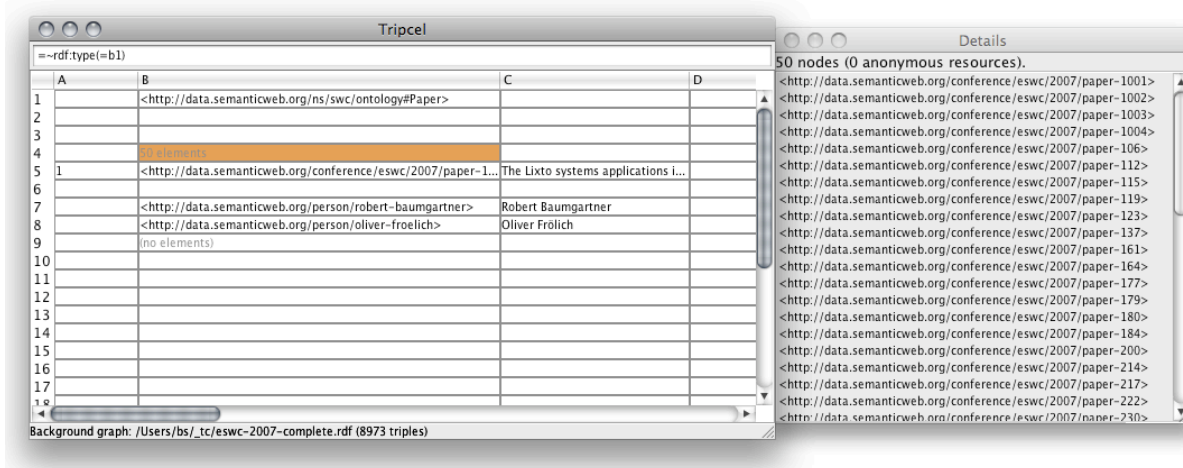 Tripcel
=~rdf:type(=b1)
A B C D
1 <http://data.semanticweb.org/ns/swc/ontology#Paper>
2
3
4 50 elements
5 1 <http://data.semanticweb.org/conference/eswc/2007/paper-1... The Lixto systems applications i...
6
7 <http://data.semanticweb.org/person/robert-baumgartner> Robert Baumgartner
8 <http://data.semanticweb.org/person/oliver-froelich> Oliver Frölich
9 (no elements)
10
11
12
13
14
15
16
17
18
Background graph: /Users/bs/_tc/eswc-2007-complete.rdf (8973 triples)
Details
50 nodes (0 anonymous resources).
<http://data.semanticweb.org/conference/eswc/2007/paper-1001>
<http://data.semanticweb.org/conference/eswc/2007/paper-1002>
<http://data.semanticweb.org/conference/eswc/2007/paper-1003>
<http://data.semanticweb.org/conference/eswc/2007/paper-1004>
<http://data.semanticweb.org/conference/eswc/2007/paper-106>
<http://data.semanticweb.org/conference/eswc/2007/paper-112>
<http://data.semanticweb.org/conference/eswc/2007/paper-115>
<http://data.semanticweb.org/conference/eswc/2007/paper-119>
<http://data.semanticweb.org/conference/eswc/2007/paper-123>
<http://data.semanticweb.org/conference/eswc/2007/paper-137>
<http://data.semanticweb.org/conference/eswc/2007/paper-161>
<http://data.semanticweb.org/conference/eswc/2007/paper-164>
<http://data.semanticweb.org/conference/eswc/2007/paper-177>
<http://data.semanticweb.org/conference/eswc/2007/paper-179>
<http://data.semanticweb.org/conference/eswc/2007/paper-180>
<http://data.semanticweb.org/conference/eswc/2007/paper-184>
<http://data.semanticweb.org/conference/eswc/2007/paper-200>
<http://data.semanticweb.org/conference/eswc/2007/paper-214>
<http://data.semanticweb.org/conference/eswc/2007/paper-217>
<http://data.semanticweb.org/conference/eswc/2007/paper-222>
<http://data.semanticweb.org/conference/eswc/2007/paper-230>